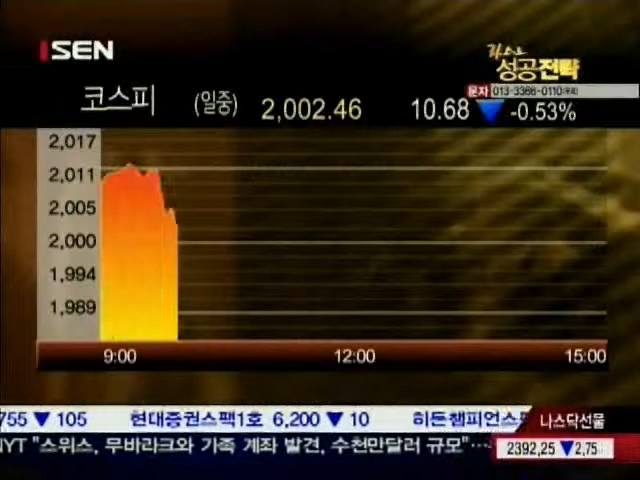 SEN
성공전략
문자 013-3366-0110
코스피 (일중) 2,002.46 10.68 ▼ -0.53%
2,017
2,011
2,005
2,000
1,994
1,989
9:00 12:00 15:00
755 ▼ 105 현대증권스팩1호 6,200 ▼ 10 히든챔피언스 나스닥선물
NYT "스위스, 무바라크와 가족 계좌 발견, 수천만달러 규모"… 2392,25 ▼2,75